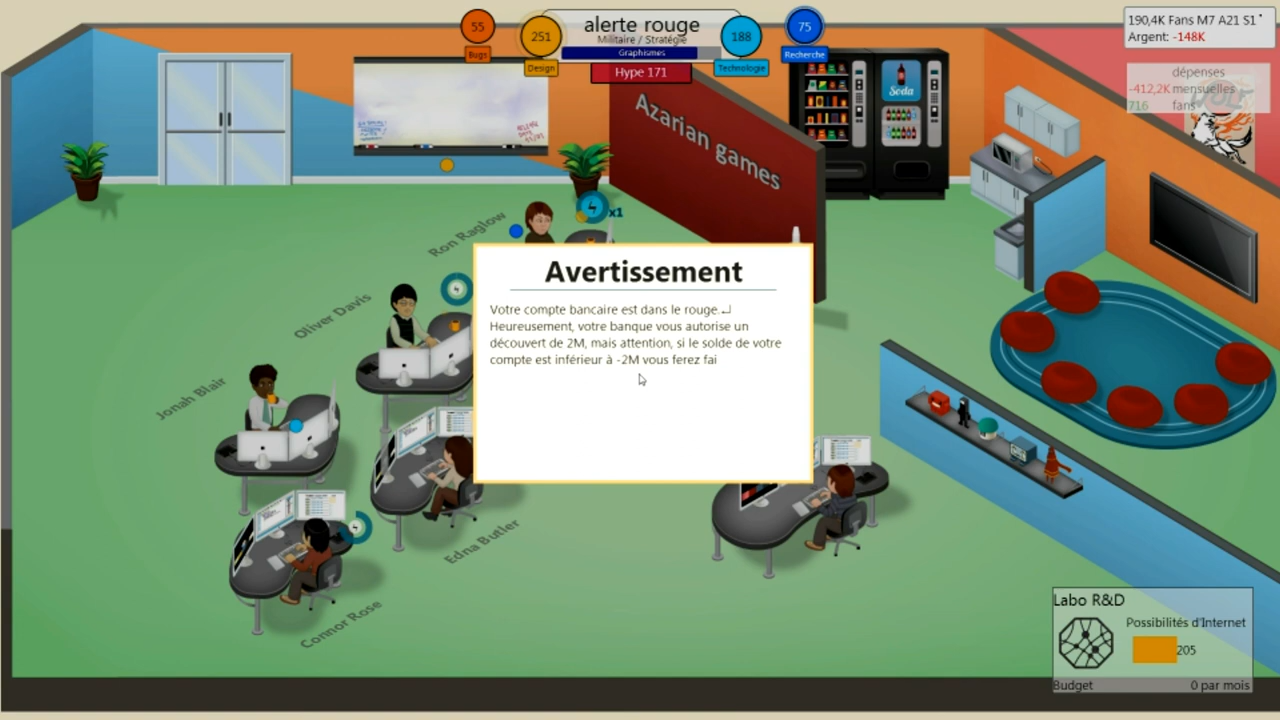 55
Bugs
251
Design
alerte rouge
Militaire / Stratégie
Graphismes
Hype 171
188
Technologie
75
Recherche
190,4K Fans M7 A21 S1
Argent: -148K
dépenses
-412,2K mensuelles
716 fans
Azarian games
Soda
Ron Raglow
x1
Oliver Davis
Jonah Blair
Edna Butler
Connor Rose
Avertissement
Votre compte bancaire est dans le rouge.↵
Heureusement, votre banque vous autorise un
découvert de 2M, mais attention, si le solde de votre
compte est inférieur à -2M vous ferez fai
Labo R&D
Possibilités d'Internet
205
Budget 0 par mois